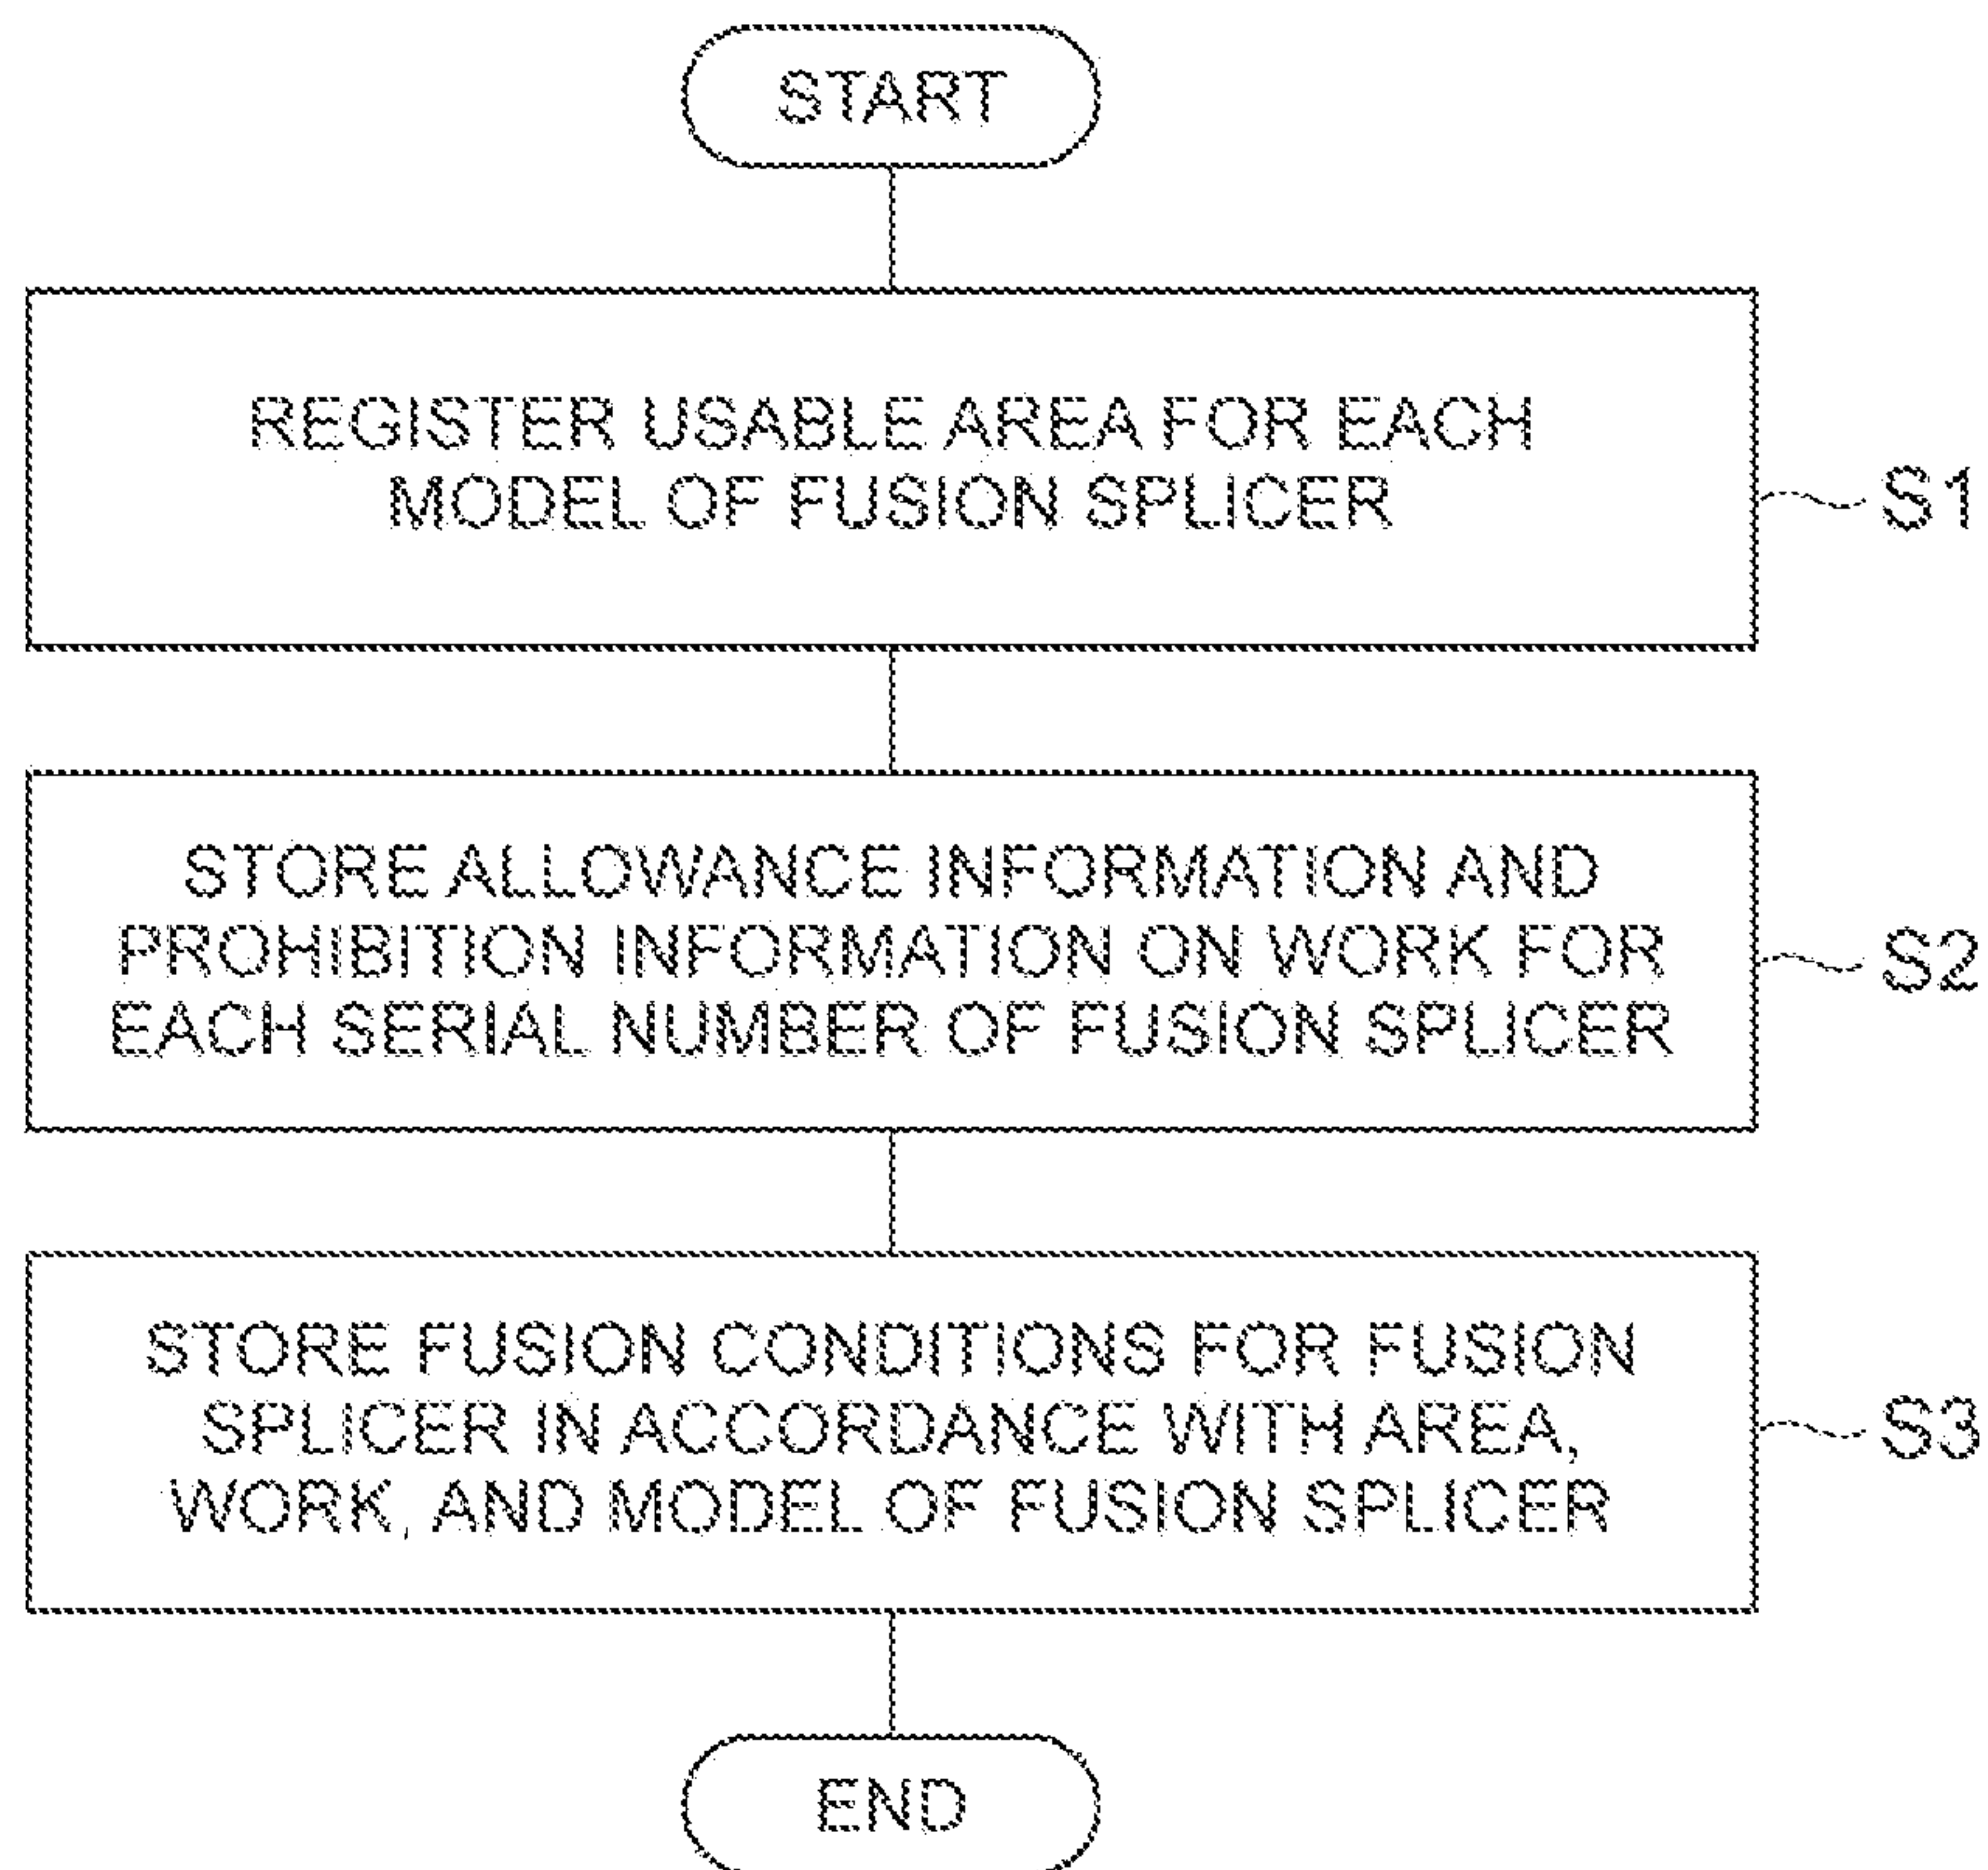 START
REGISTER USABLE AREA FOR EACH
MODEL OF FUSION SPLICER
S1
STORE ALLOWANCE INFORMATION AND
PROHIBITION INFORMATION ON WORK FOR
EACH SERIAL NUMBER OF FUSION SPLICER
S2
STORE FUSION CONDITIONS FOR FUSION
SPLICER IN ACCORDANCE WITH AREA,
WORK, AND MODEL OF FUSION SPLICER
S3
END